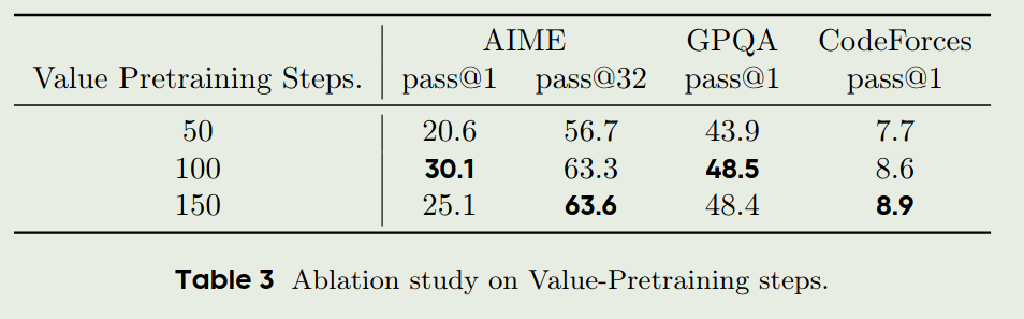 AIME GPQA CodeForces
Value Pretraining Steps. pass@1 pass@32 pass@1 pass@1
50 20.6 56.7 43.9 7.7
100 30.1 63.3 48.5 8.6
150 25.1 63.6 48.4 8.9
Table 3 Ablation study on Value-Pretraining steps.